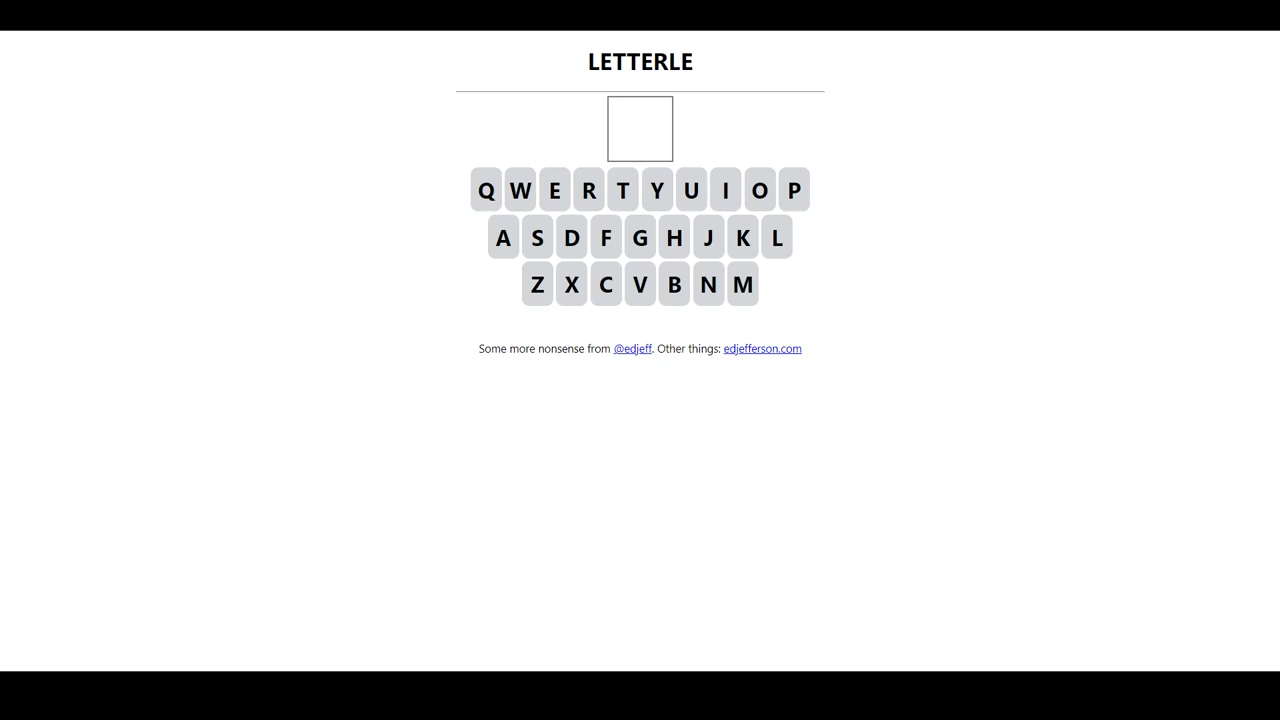 LETTERLE
Q W E R T Y U I O P
A S D F G H J K L
Z X C V B N M
Some more nonsense from @edjeff. Other things: edjefferson.com